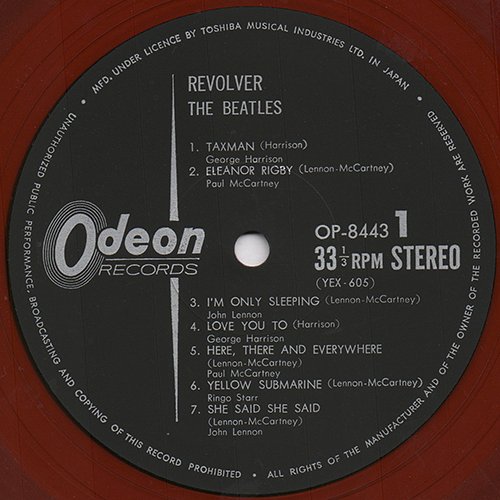 MFD. UNDER LICENCE BY TOSHIBA MUSICAL INDUSTRIES LTD. IN JAPAN •
UNAUTHORIZED PUBLIC PERFORMANCE, BROADCASTING AND COPYING OF THIS RECORD PROHIBITED • ALL RIGHTS OF THE MANUFACTURER AND OF THE OWNER OF THE RECORDED WORK ARE RESERVED •
REVOLVER
THE BEATLES
1. TAXMAN (Harrison)
George Harrison
2. ELEANOR RIGBY (Lennon-McCartney)
Paul McCartney
Odeon
RECORDS
OP-8443 1
33 1/3 RPM STEREO
(YEX-605)
3. I'M ONLY SLEEPING (Lennon-McCartney)
John Lennon
4. LOVE YOU TO (Harrison)
George Harrison
5. HERE, THERE AND EVERYWHERE
(Lennon-McCartney)
Paul McCartney
6. YELLOW SUBMARINE (Lennon-McCartney)
Ringo Starr
7. SHE SAID SHE SAID
(Lennon-McCartney)
John Lennon